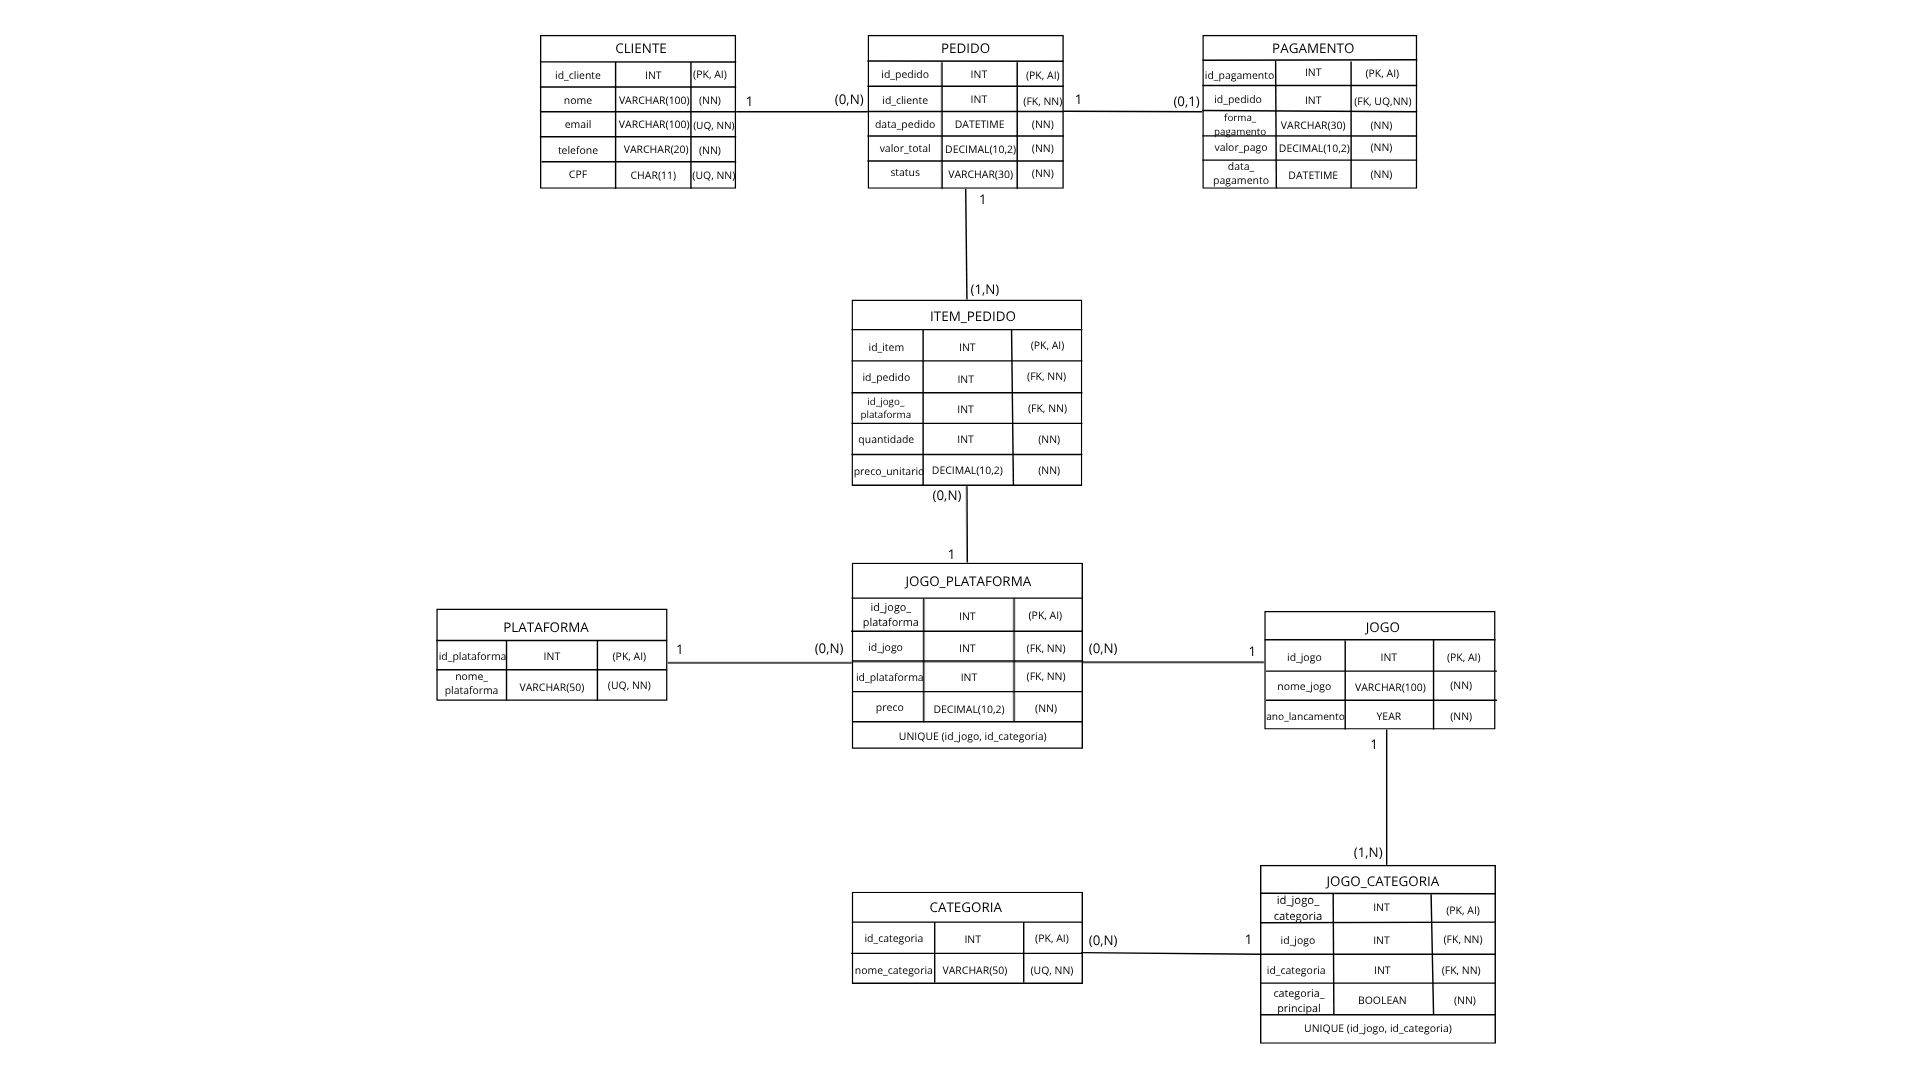 CLIENTE
id_cliente INT (PK, AI)
nome VARCHAR(100) (NN)
email VARCHAR(100) (UQ, NN)
telefone VARCHAR(20) (NN)
CPF CHAR(11) (UQ, NN)
1
(0,N)
PEDIDO
id_pedido INT (PK, AI)
id_cliente INT (FK, NN)
data_pedido DATETIME (NN)
valor_total DECIMAL(10,2) (NN)
status VARCHAR(30) (NN)
1
(0,1)
PAGAMENTO
id_pagamento INT (PK, AI)
id_pedido INT (FK, UQ,NN)
forma_
pagamento VARCHAR(30) (NN)
valor_pago DECIMAL(10,2) (NN)
data_
pagamento DATETIME (NN)
1
(1,N)
ITEM_PEDIDO
id_item INT (PK, AI)
id_pedido INT (FK, NN)
id_jogo_
plataforma INT (FK, NN)
quantidade INT (NN)
preco_unitario DECIMAL(10,2) (NN)
(0,N)
1
PLATAFORMA
id_plataforma INT (PK, AI)
nome_
plataforma VARCHAR(50) (UQ, NN)
1
(0,N)
JOGO_PLATAFORMA
id_jogo_
plataforma INT (PK, AI)
id_jogo INT (FK, NN)
id_plataforma INT (FK, NN)
preco DECIMAL(10,2) (NN)
UNIQUE (id_jogo, id_categoria)
(0,N)
1
JOGO
id_jogo INT (PK, AI)
nome_jogo VARCHAR(100) (NN)
ano_lancamento YEAR (NN)
1
(1,N)
CATEGORIA
id_categoria INT (PK, AI)
nome_categoria VARCHAR(50) (UQ, NN)
(0,N)
1
JOGO_CATEGORIA
id_jogo_
categoria INT (PK, AI)
id_jogo INT (FK, NN)
id_categoria INT (FK, NN)
categoria_
principal BOOLEAN (NN)
UNIQUE (id_jogo, id_categoria)